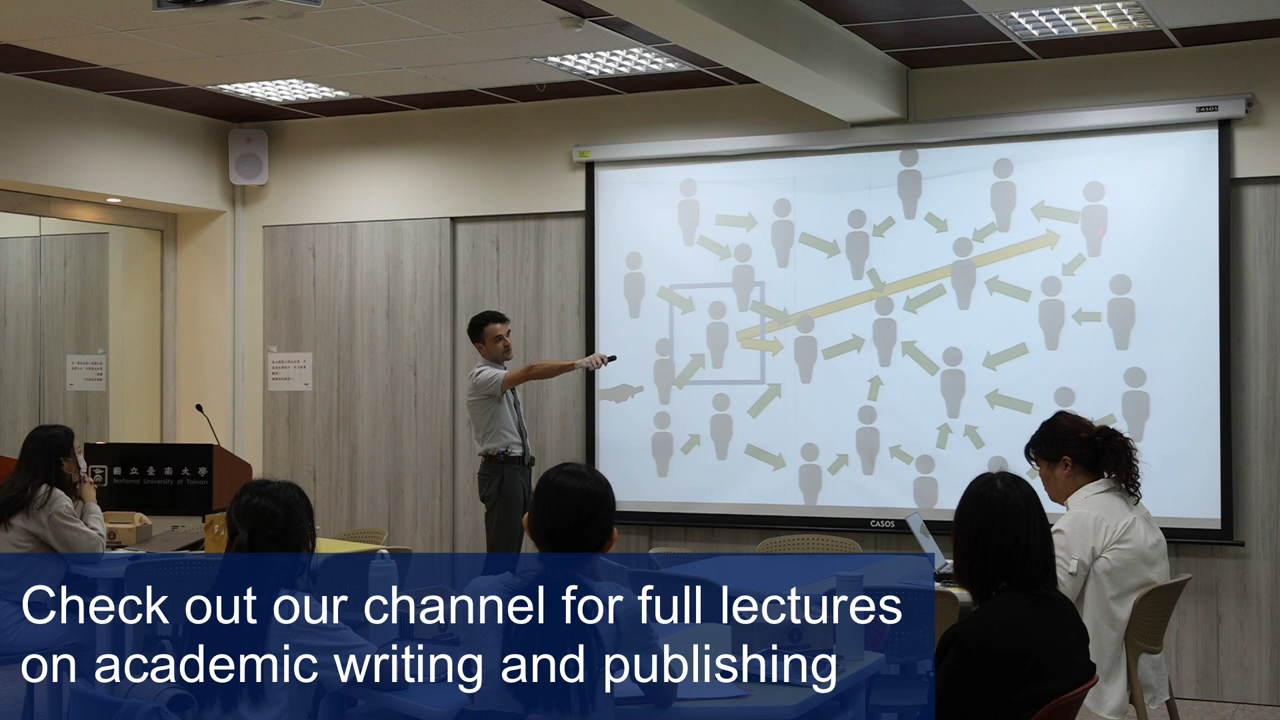 CASOS
國立臺南大學
National University of Tainan
CASOS
Check out our channel for full lectures
on academic writing and publishing